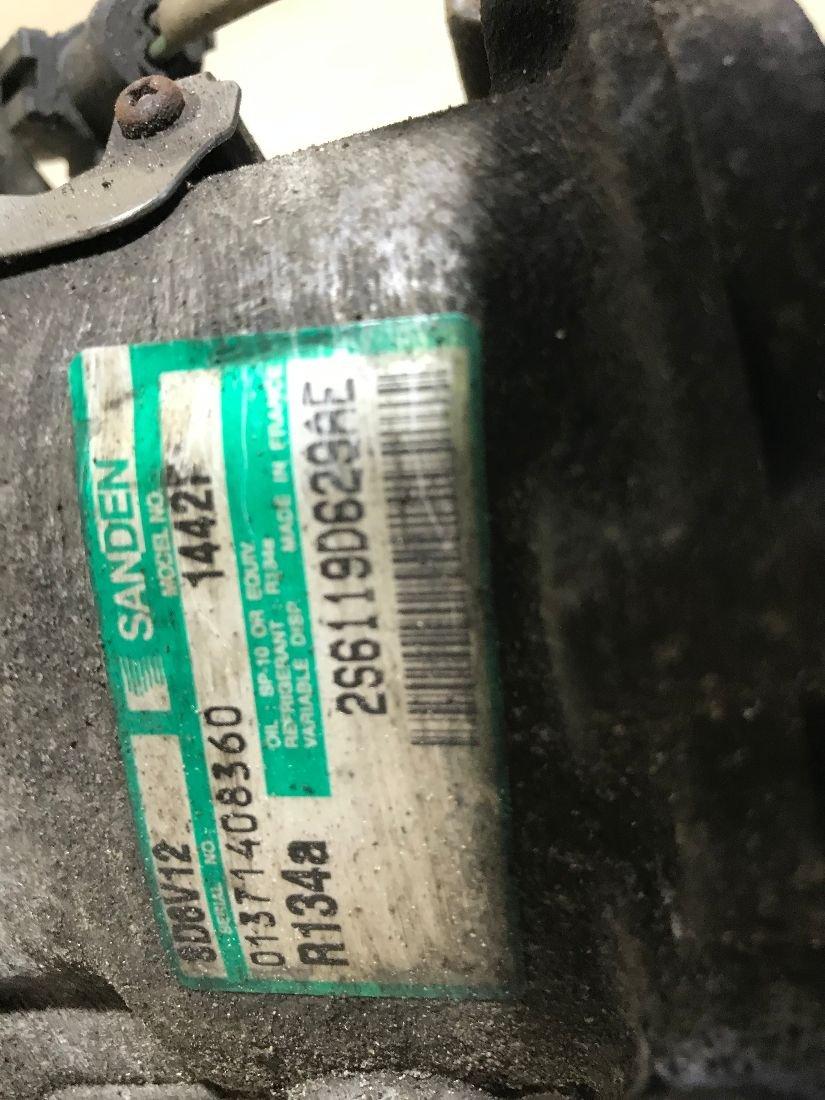 SANDEN
SD6V12
MODEL NO.
1442F
SERIAL NO.
01371408360
OIL : SP-10 OR EQUIV.
REFRIGERANT : R134a
VARIABLE DISP. MADE IN FRANCE
R134a